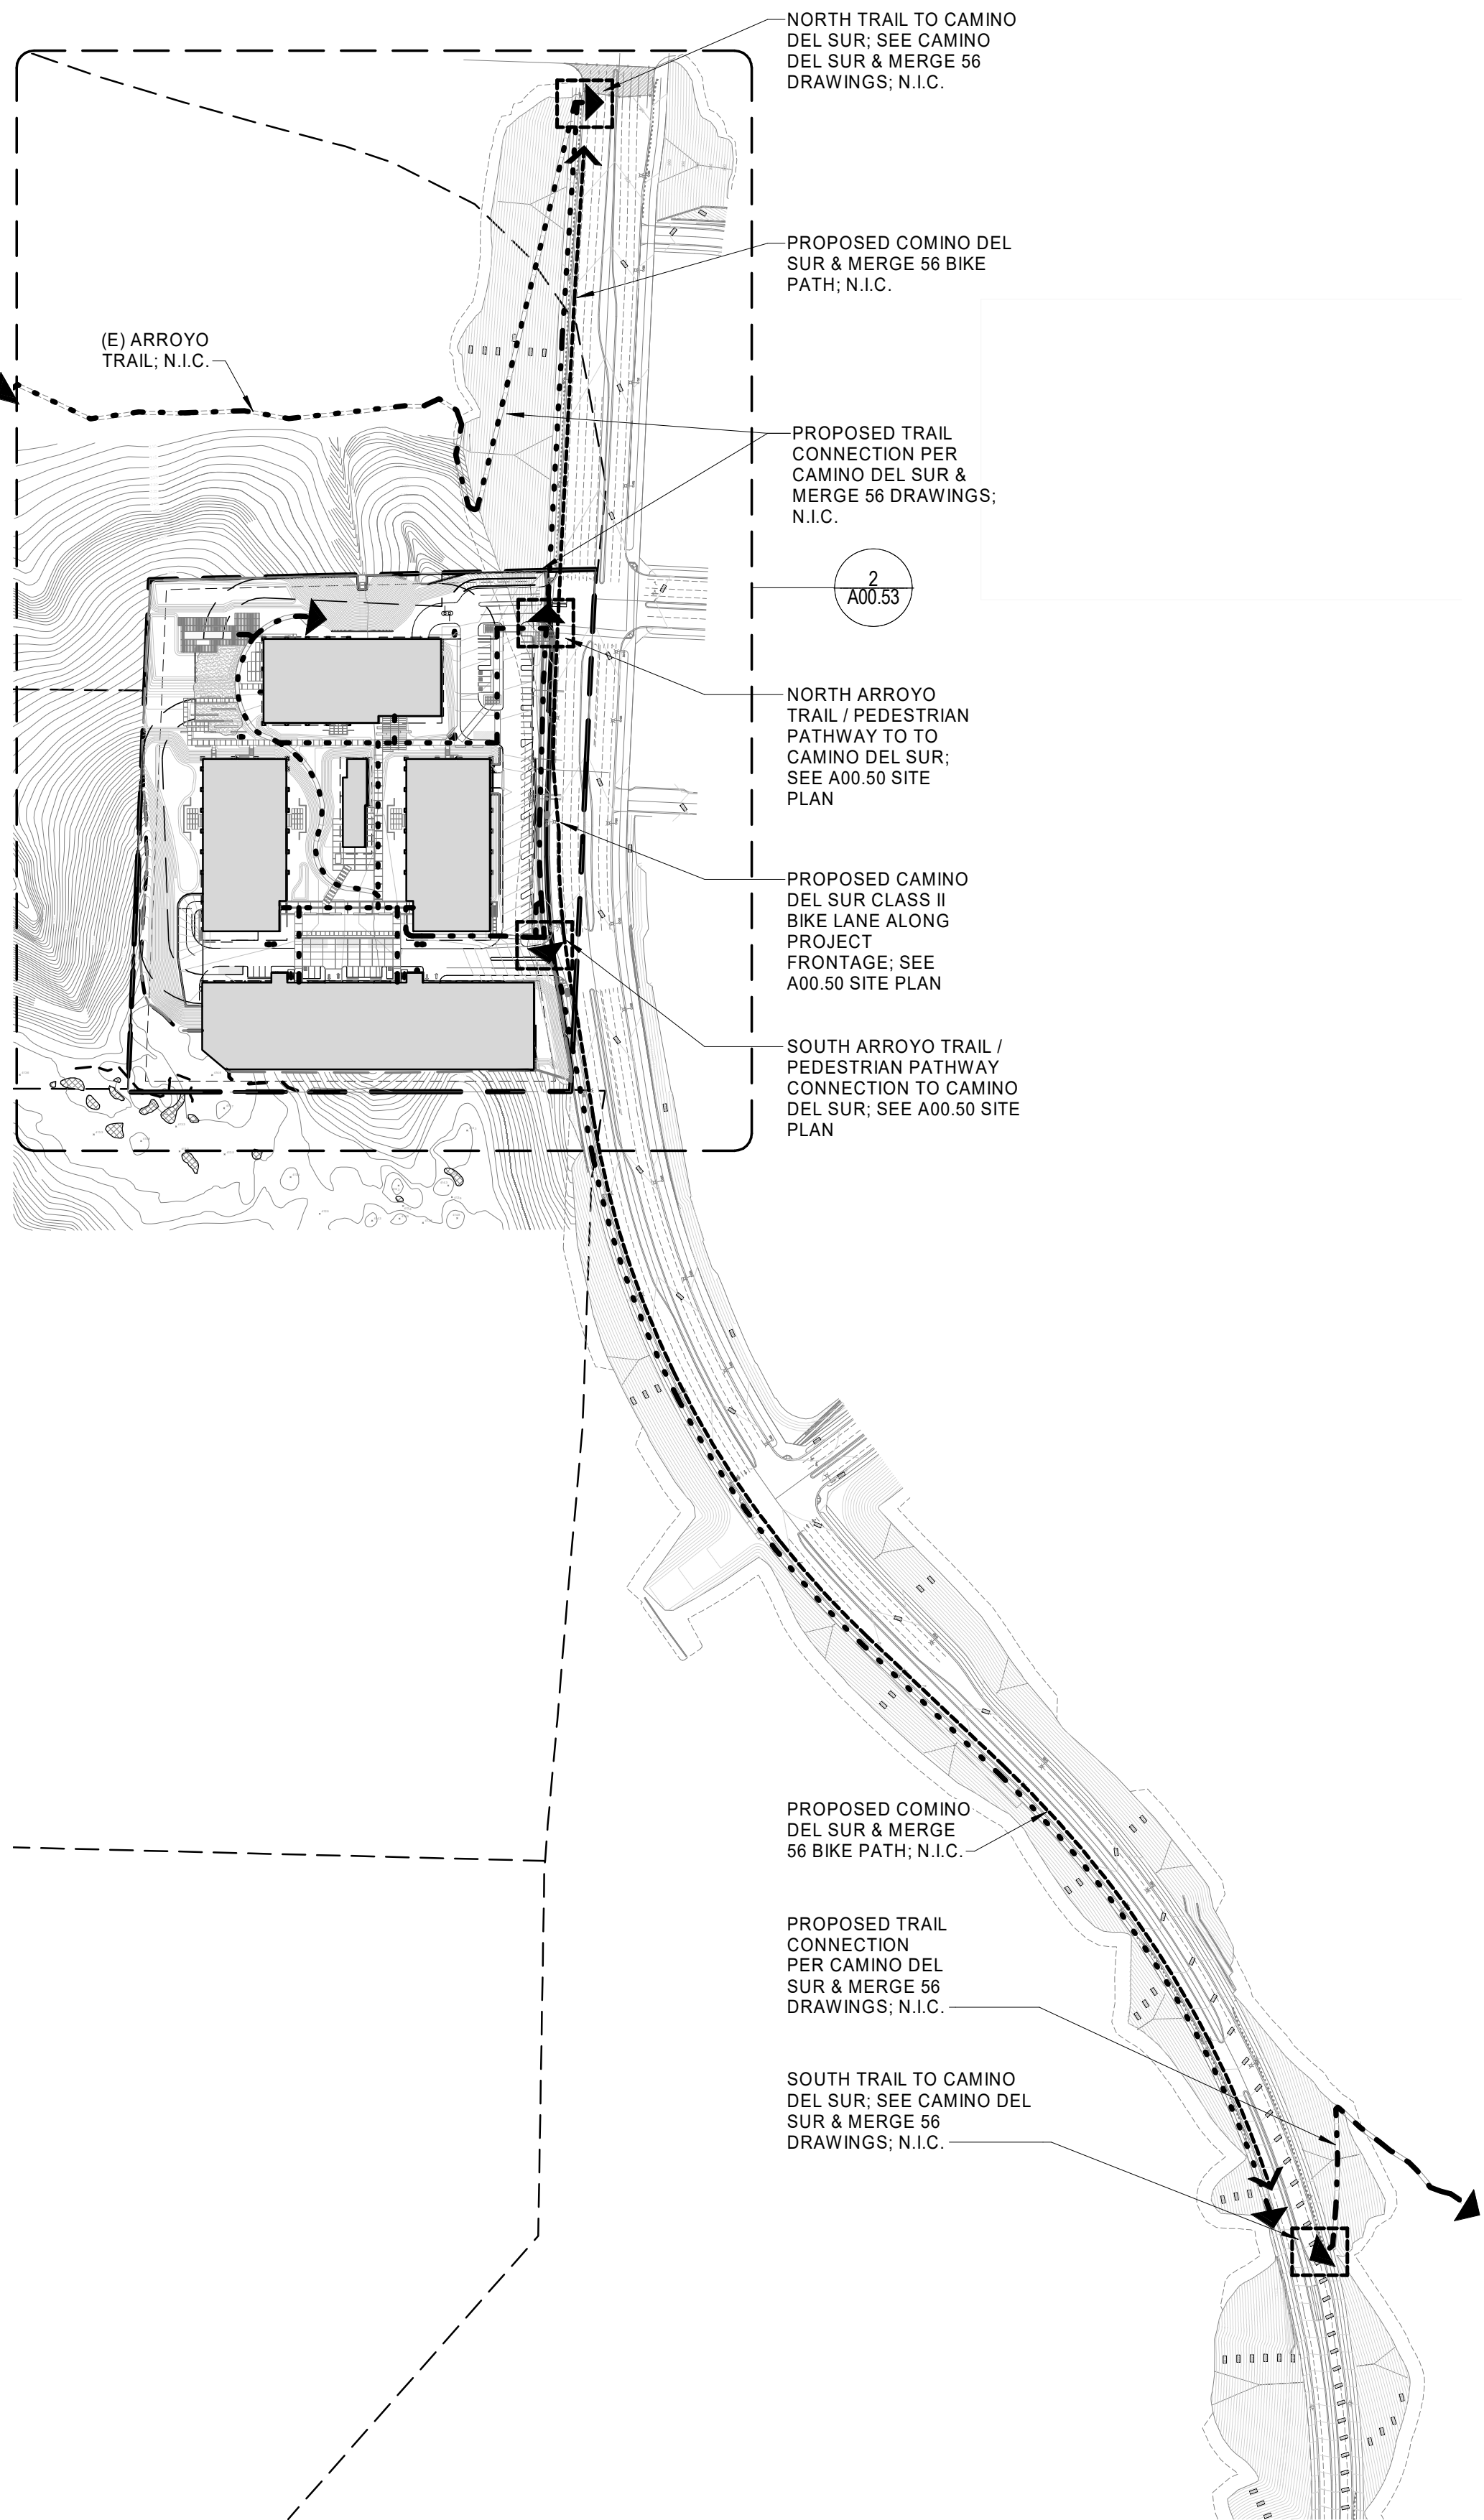 NORTH TRAIL TO CAMINO
DEL SUR; SEE CAMINO
DEL SUR & MERGE 56
DRAWINGS; N.I.C.
PROPOSED COMINO DEL
SUR & MERGE 56 BIKE
PATH; N.I.C.
(E) ARROYO
TRAIL; N.I.C.
PROPOSED TRAIL
CONNECTION PER
CAMINO DEL SUR &
MERGE 56 DRAWINGS;
N.I.C.
2
A00.53
NORTH ARROYO
TRAIL / PEDESTRIAN
PATHWAY TO TO
CAMINO DEL SUR;
SEE A00.50 SITE
PLAN
PROPOSED CAMINO
DEL SUR CLASS II
BIKE LANE ALONG
PROJECT
FRONTAGE; SEE
A00.50 SITE PLAN
SOUTH ARROYO TRAIL /
PEDESTRIAN PATHWAY
CONNECTION TO CAMINO
DEL SUR; SEE A00.50 SITE
PLAN
PROPOSED COMINO
DEL SUR & MERGE
56 BIKE PATH; N.I.C.
PROPOSED TRAIL
CONNECTION
PER CAMINO DEL
SUR & MERGE 56
DRAWINGS; N.I.C.
SOUTH TRAIL TO CAMINO
DEL SUR; SEE CAMINO DEL
SUR & MERGE 56
DRAWINGS; N.I.C.